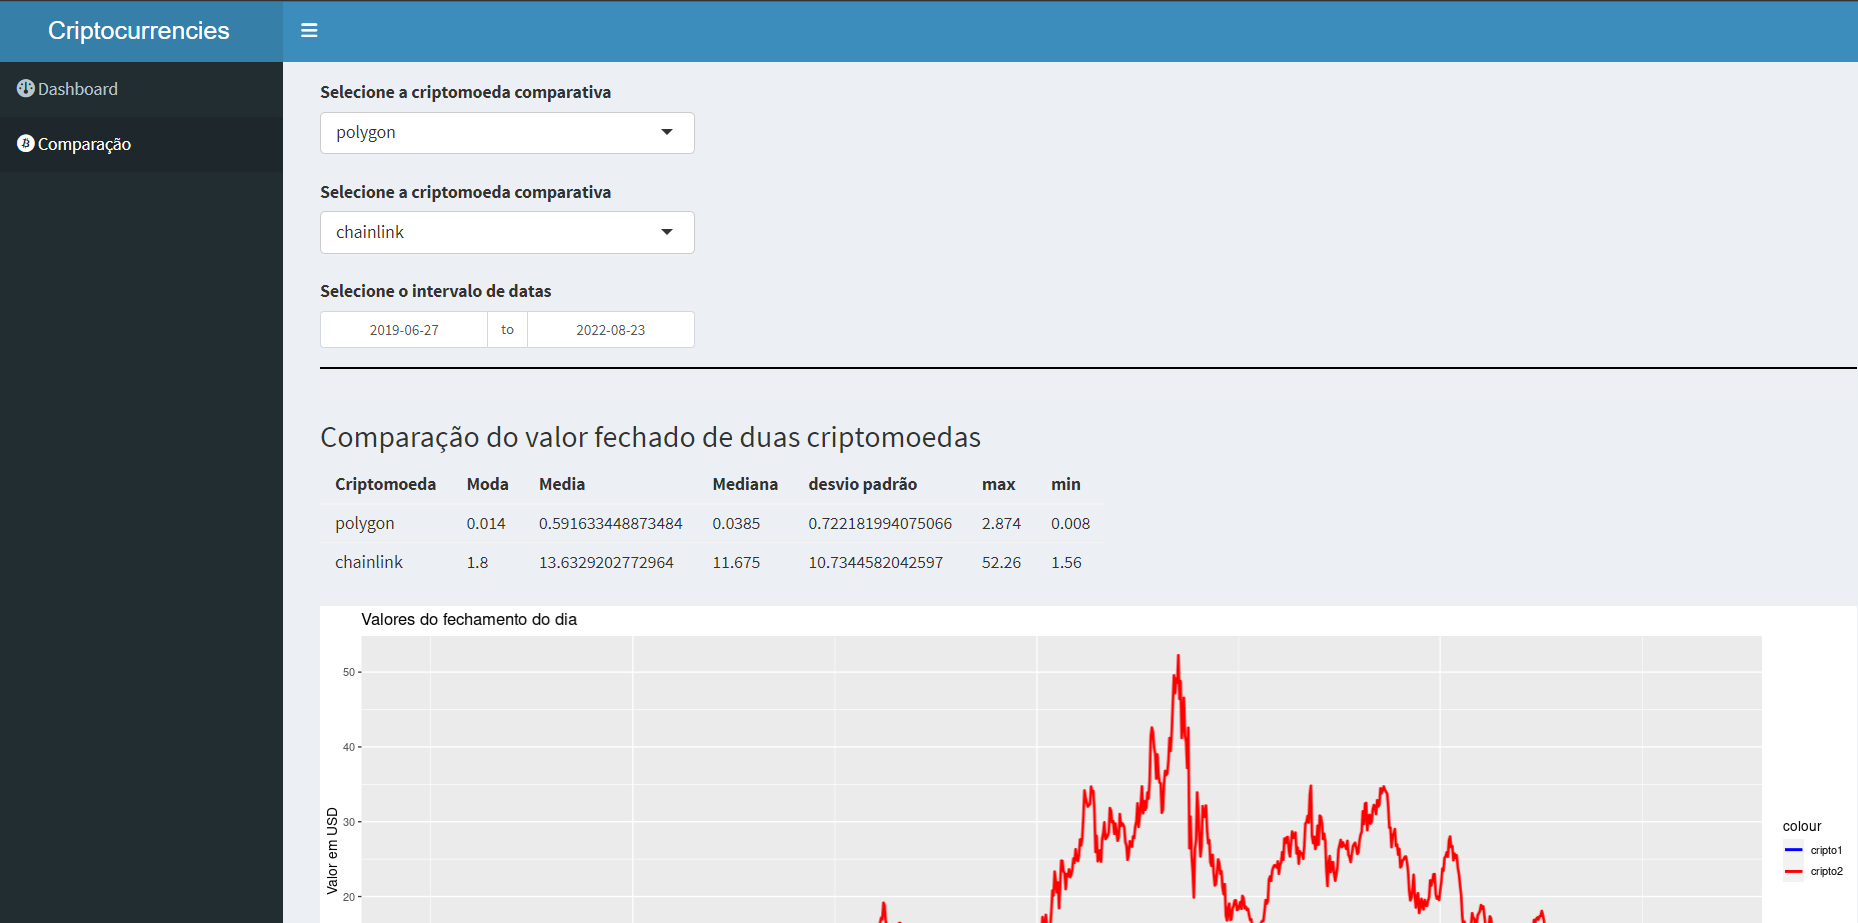 Criptocurrencies
Dashboard
Comparação
Selecione a criptomoeda comparativa
polygon
Selecione a criptomoeda comparativa
chainlink
Selecione o intervalo de datas
2019-06-27 to 2022-08-23
Comparação do valor fechado de duas criptomoedas
Criptomoeda Moda Media Mediana desvio padrão max min
polygon 0.014 0.591633448873484 0.0385 0.722181994075066 2.874 0.008
chainlink 1.8 13.6329202772964 11.675 10.7344582042597 52.26 1.56
Valores do fechamento do dia
50
40
30
20
Valor em USD
colour
cripto1
cripto2